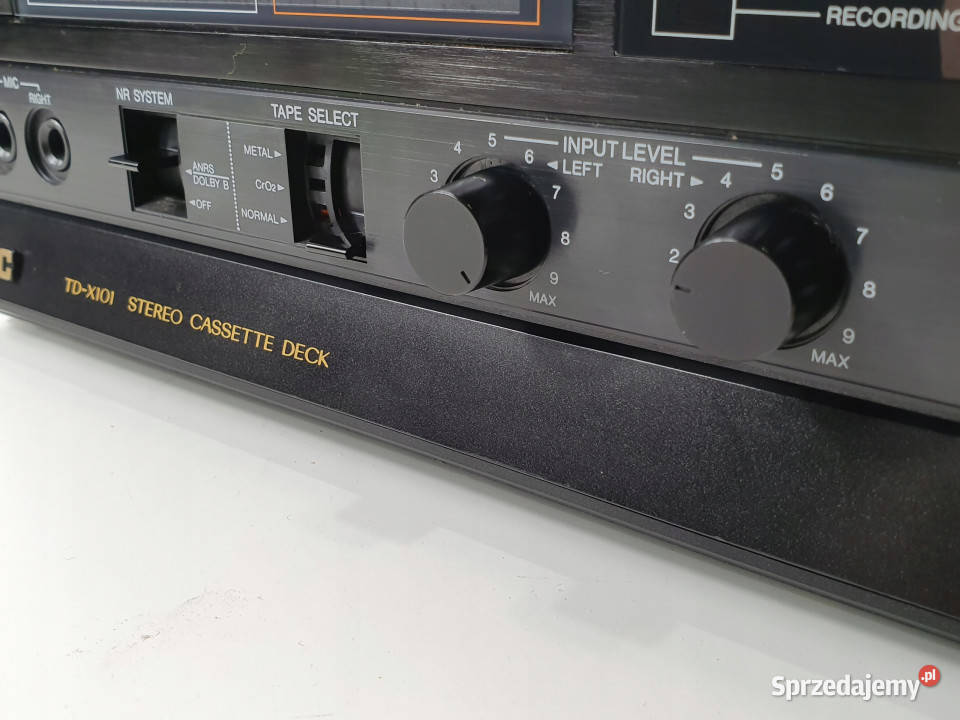 RECORDING
MIC
RIGHT
NR SYSTEM
ANRS
DOLBY B
OFF
TAPE SELECT
METAL
CrO2
NORMAL
INPUT LEVEL
LEFT RIGHT
3 4 5 6 7 8 9
MAX
2 3 4 5 6 7 8 9
MAX
C
TD-X101 STEREO CASSETTE DECK
Sprzedajemy.pl